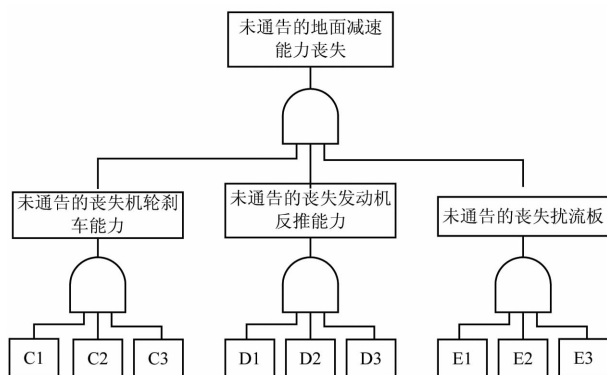 未通告的地面减速
能力丧失
未通告的丧失机轮刹
车能力
未通告的丧失发动机
反推能力
未通告的丧失扰流板
C1 C2 C3 D1 D2 D3 E1 E2 E3